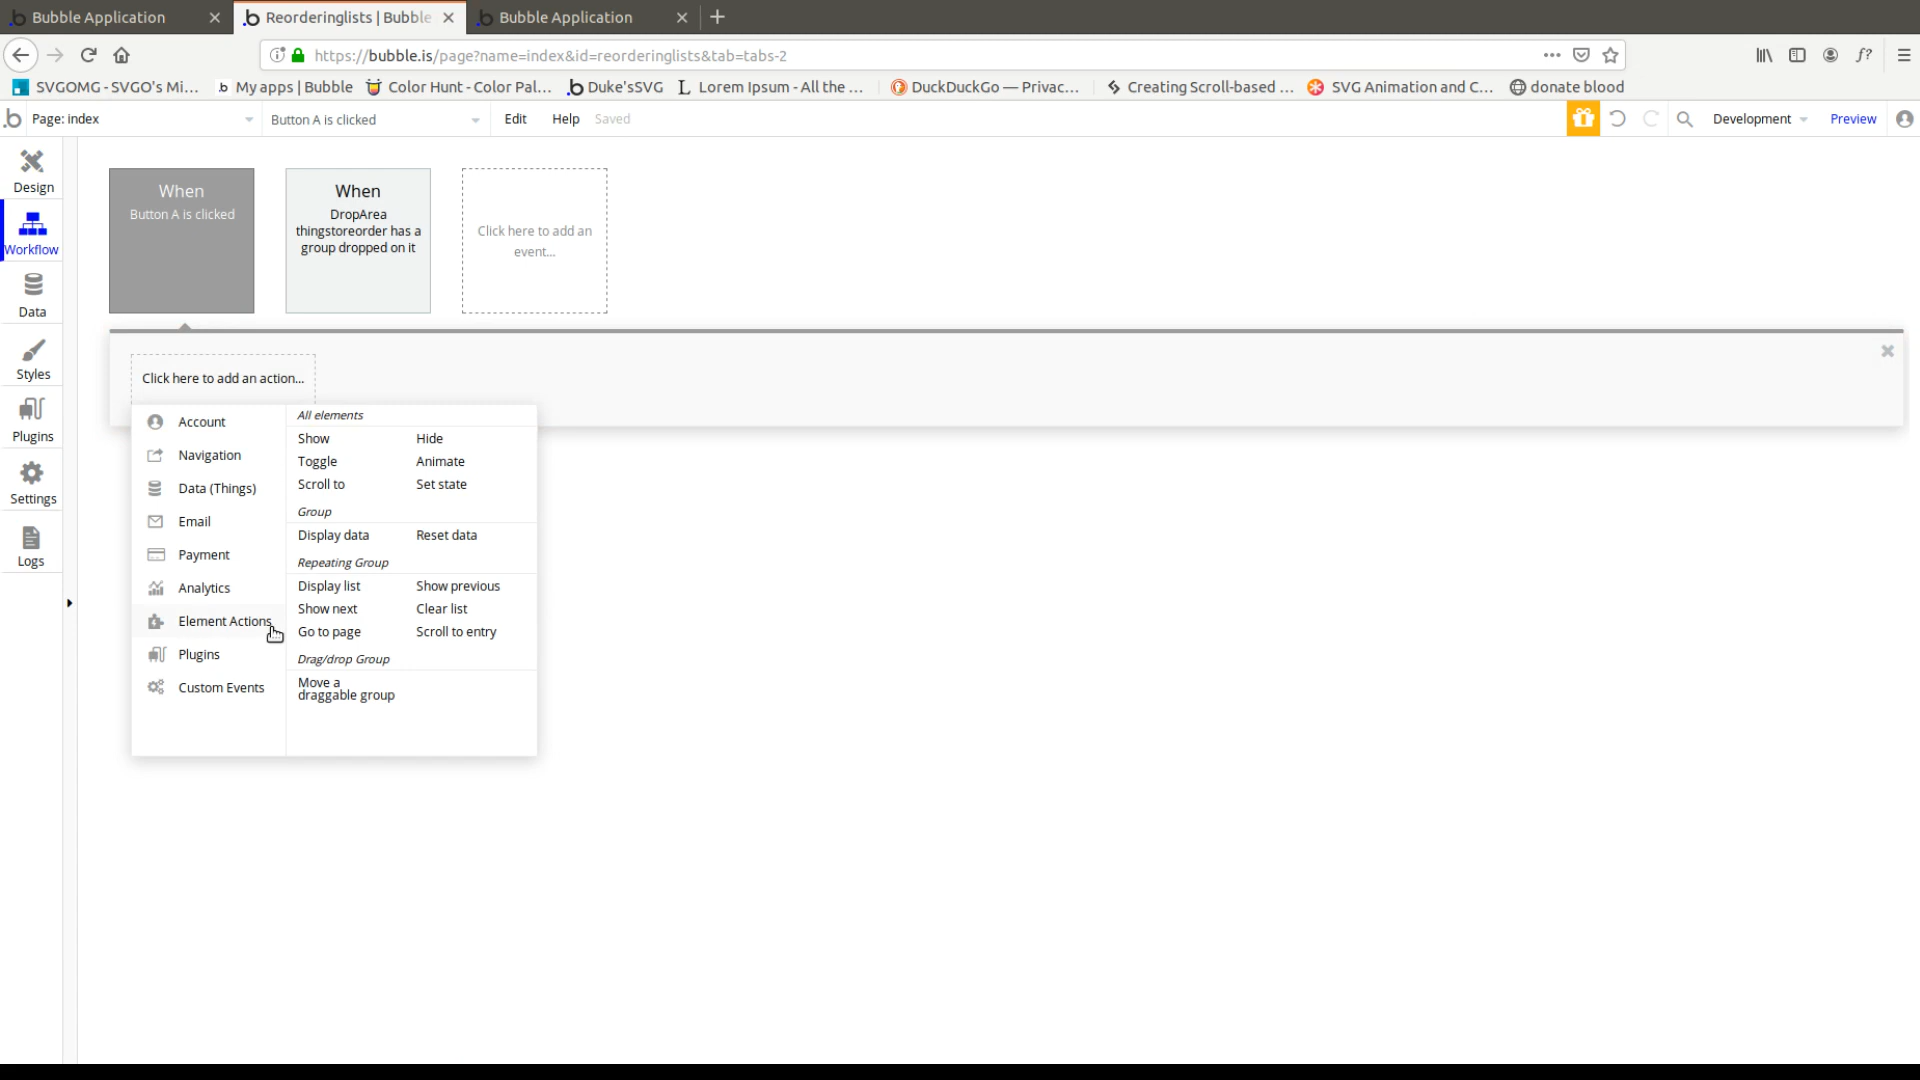 Bubble Application
Reorderinglists | Bubble
Bubble Application
https://bubble.is/page?name=index&id=reorderinglists&tab=tabs-2
SVGOMG - SVGO's Mi...
My apps | Bubble
Color Hunt - Color Pal...
Duke'sSVG
Lorem Ipsum - All the ...
DuckDuckGo — Privac...
Creating Scroll-based ...
SVG Animation and C...
donate blood
Page: index
Button A is clicked
Edit
Help
Saved
Development
Preview
Design
Workflow
Data
Styles
Plugins
Settings
Logs
When
Button A is clicked
When
DropArea
thingstoreorder has a
group dropped on it
Click here to add an
event...
Click here to add an action...
Account
Navigation
Data (Things)
Email
Payment
Analytics
Element Actions
Plugins
Custom Events
All elements
Show
Hide
Toggle
Animate
Scroll to
Set state
Group
Display data
Reset data
Repeating Group
Display list
Show previous
Show next
Clear list
Go to page
Scroll to entry
Drag/drop Group
Move a
draggable group